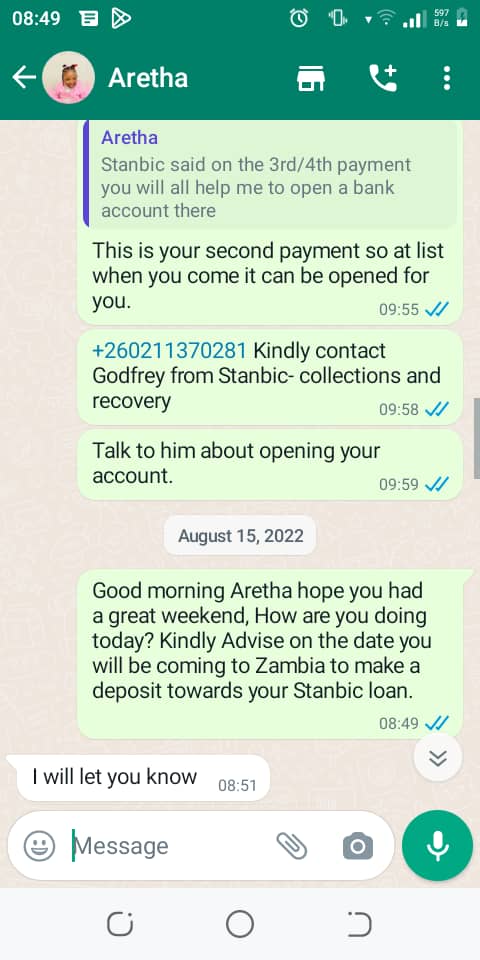 08:49
597
B/s
Aretha
Aretha
Stanbic said on the 3rd/4th payment
you will all help me to open a bank
account there
This is your second payment so at list
when you come it can be opened for
you.
09:55
+260211370281 Kindly contact
Godfrey from Stanbic- collections and
recovery
09:58
Talk to him about opening your
account.
09:59
August 15, 2022
Good morning Aretha hope you had
a great weekend, How are you doing
today? Kindly Advise on the date you
will be coming to Zambia to make a
deposit towards your Stanbic loan.
08:49
I will let you know
08:51
Message